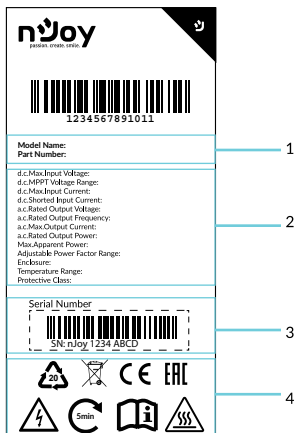 nJoy
passion. create. smile.
1234567891011
Model Name:
Part Number:
1
d.c.Max.Input Voltage:
d.c.MPPT Voltage Range:
d.c.Max.Input Current:
d.c.Shorted Input Current:
a.c.Rated Output Voltage:
a.c.Rated Output Frequency:
a.c.Max.Output Current:
a.c.Rated Output Power:
Max.Apparent Power:
Adjustable Power Factor Range:
Enclosure:
Temperature Range:
Protective Class:
2
Serial Number
SN: nJoy 1234 ABCD
3
20
CE
EAC
5min
i
4